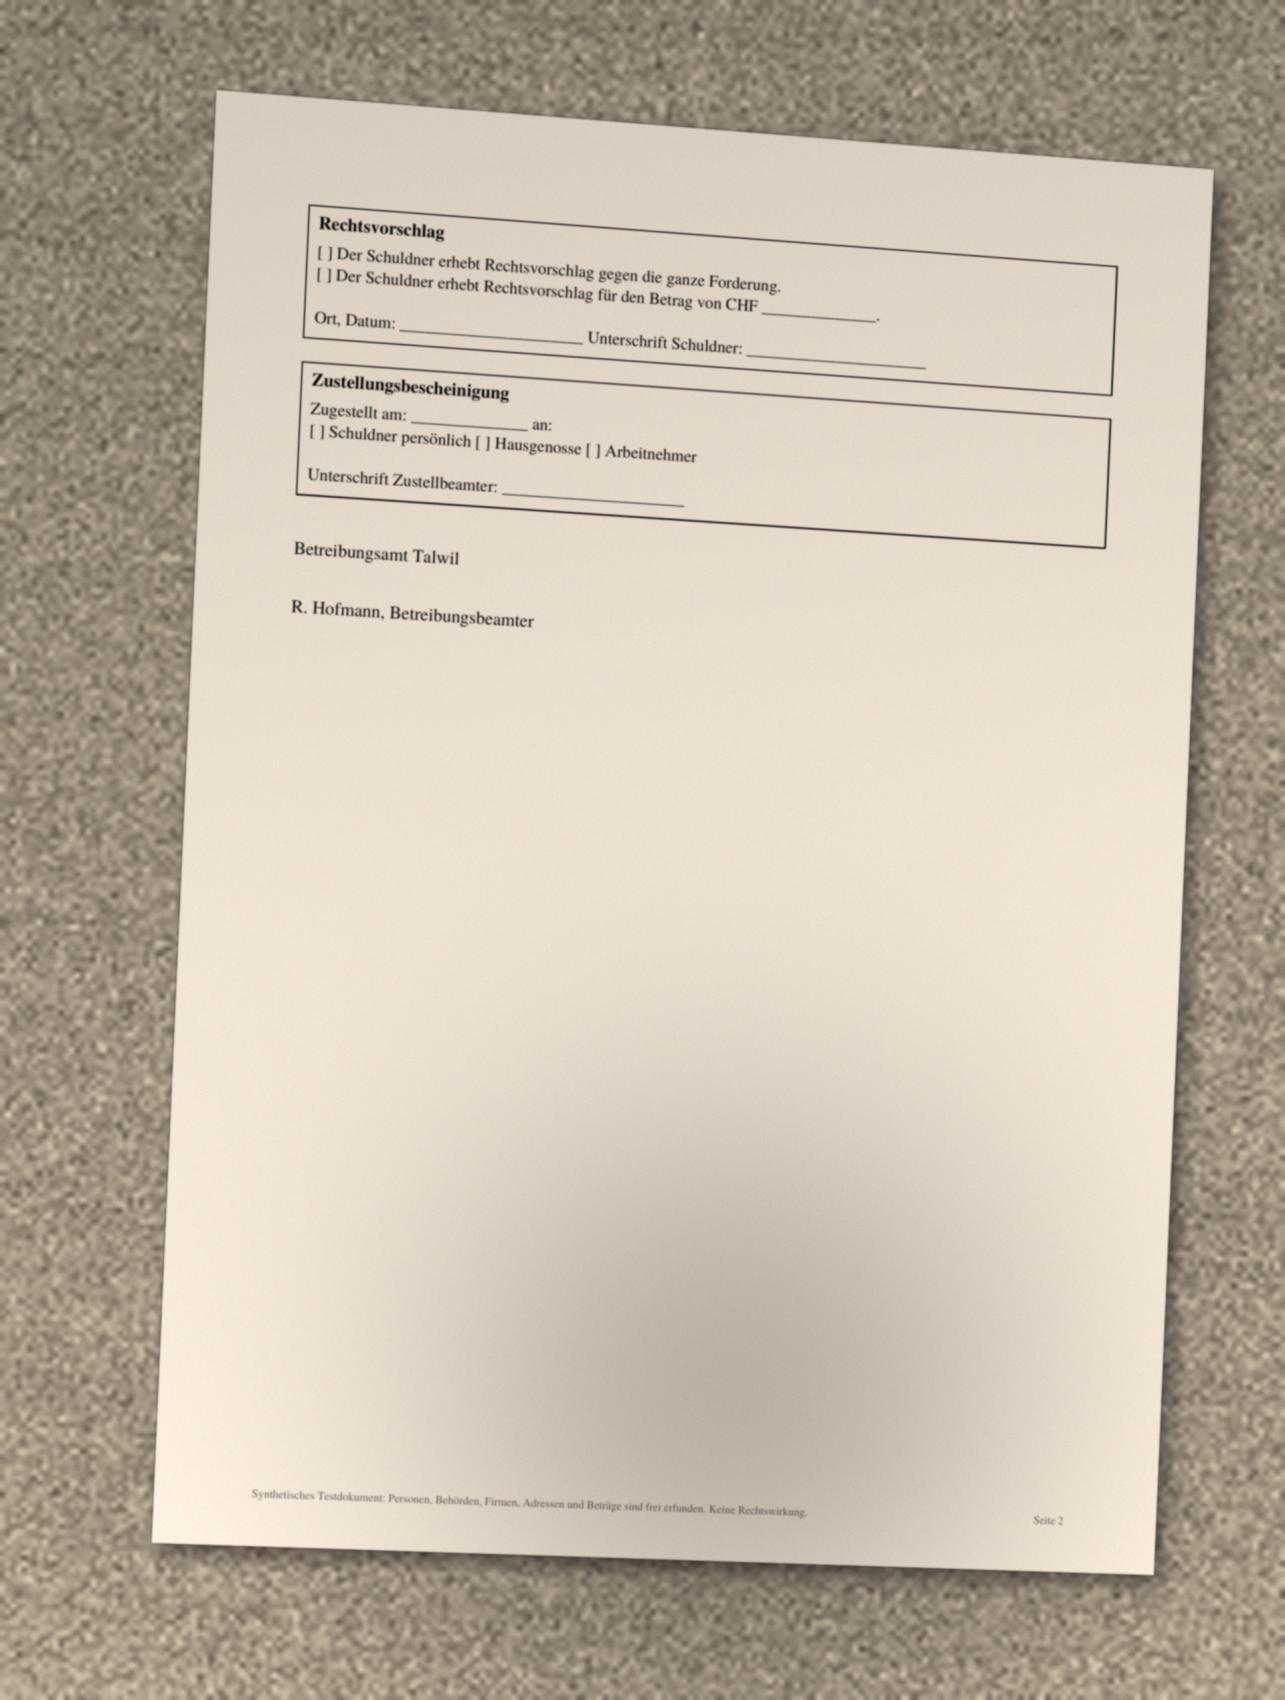 Rechtsvorschlag
[ ] Der Schuldner erhebt Rechtsvorschlag gegen die ganze Forderung.
[ ] Der Schuldner erhebt Rechtsvorschlag für den Betrag von CHF ______________.
Ort, Datum: ______________________ Unterschrift Schuldner: ______________________
Zustellungsbescheinigung
Zugestellt am: ______________ an:
[ ] Schuldner persönlich [ ] Hausgenosse [ ] Arbeitnehmer
Unterschrift Zustellbeamter: ______________________
Betreibungsamt Talwil
R. Hofmann, Betreibungsbeamter
Synthetisches Testdokument: Personen, Behörden, Firmen, Adressen und Beträge sind frei erfunden. Keine Rechtswirkung.
Seite 2